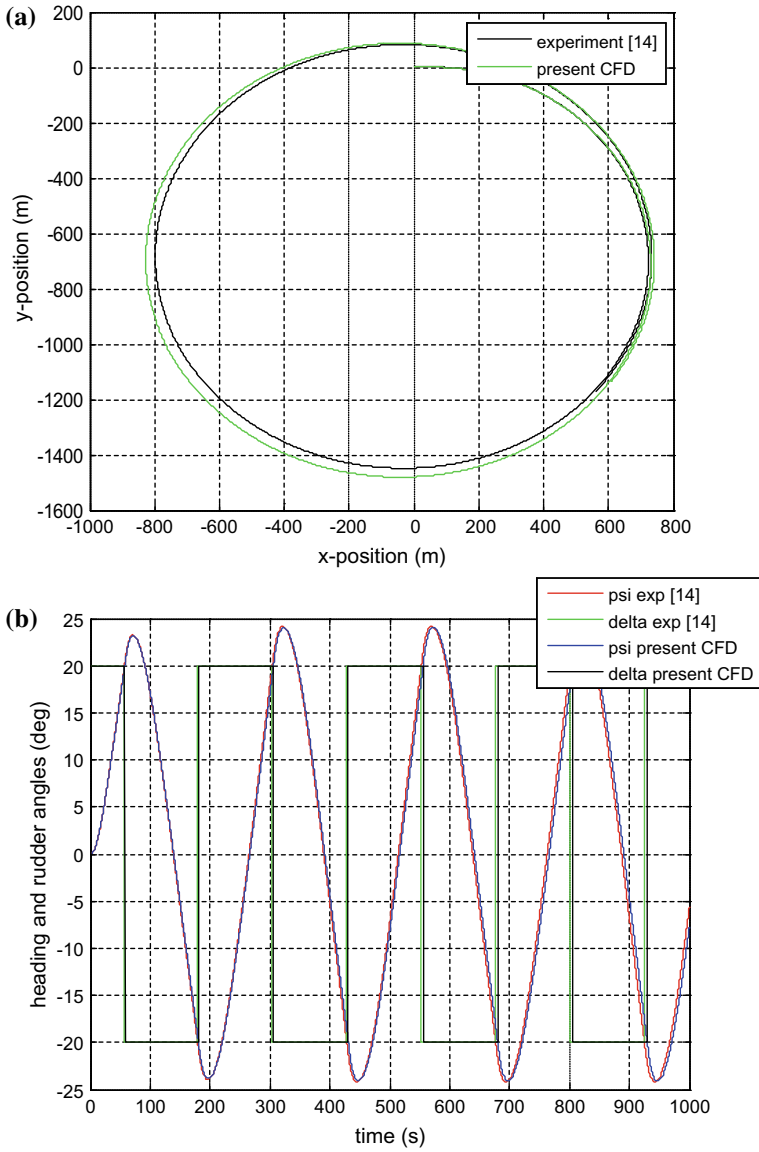 (a)
experiment [14]
present CFD
200
0
-200
-400
-600
-800
-1000
-1200
-1400
-1600
y-position (m)
-1000 -800 -600 -400 -200 0 200 400 600 800
x-position (m)
(b)
psi exp [14]
delta exp [14]
psi present CFD
delta present CFD
25
20
15
10
5
0
-5
-10
-15
-20
-25
heading and rudder angles (deg)
0 100 200 300 400 500 600 700 800 900 1000
time (s)